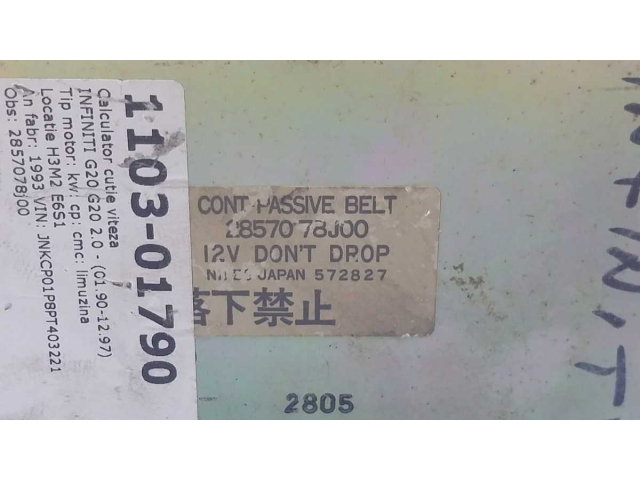 1103-01790
Calculator cutie viteza
INFINITI G20 G20 2.0 - (01.90-12.97)
Tip motor: kw: cp: cmc: limuzina
Locatie H3M2 E6S1
An fabr: 1993 VIN: JNKCP01P8PT403221
Obs: 2857078j00
CONT PASSIVE BELT
28570 78J00
12V DON'T DROP
NILES JAPAN 572827
落下禁止
2805